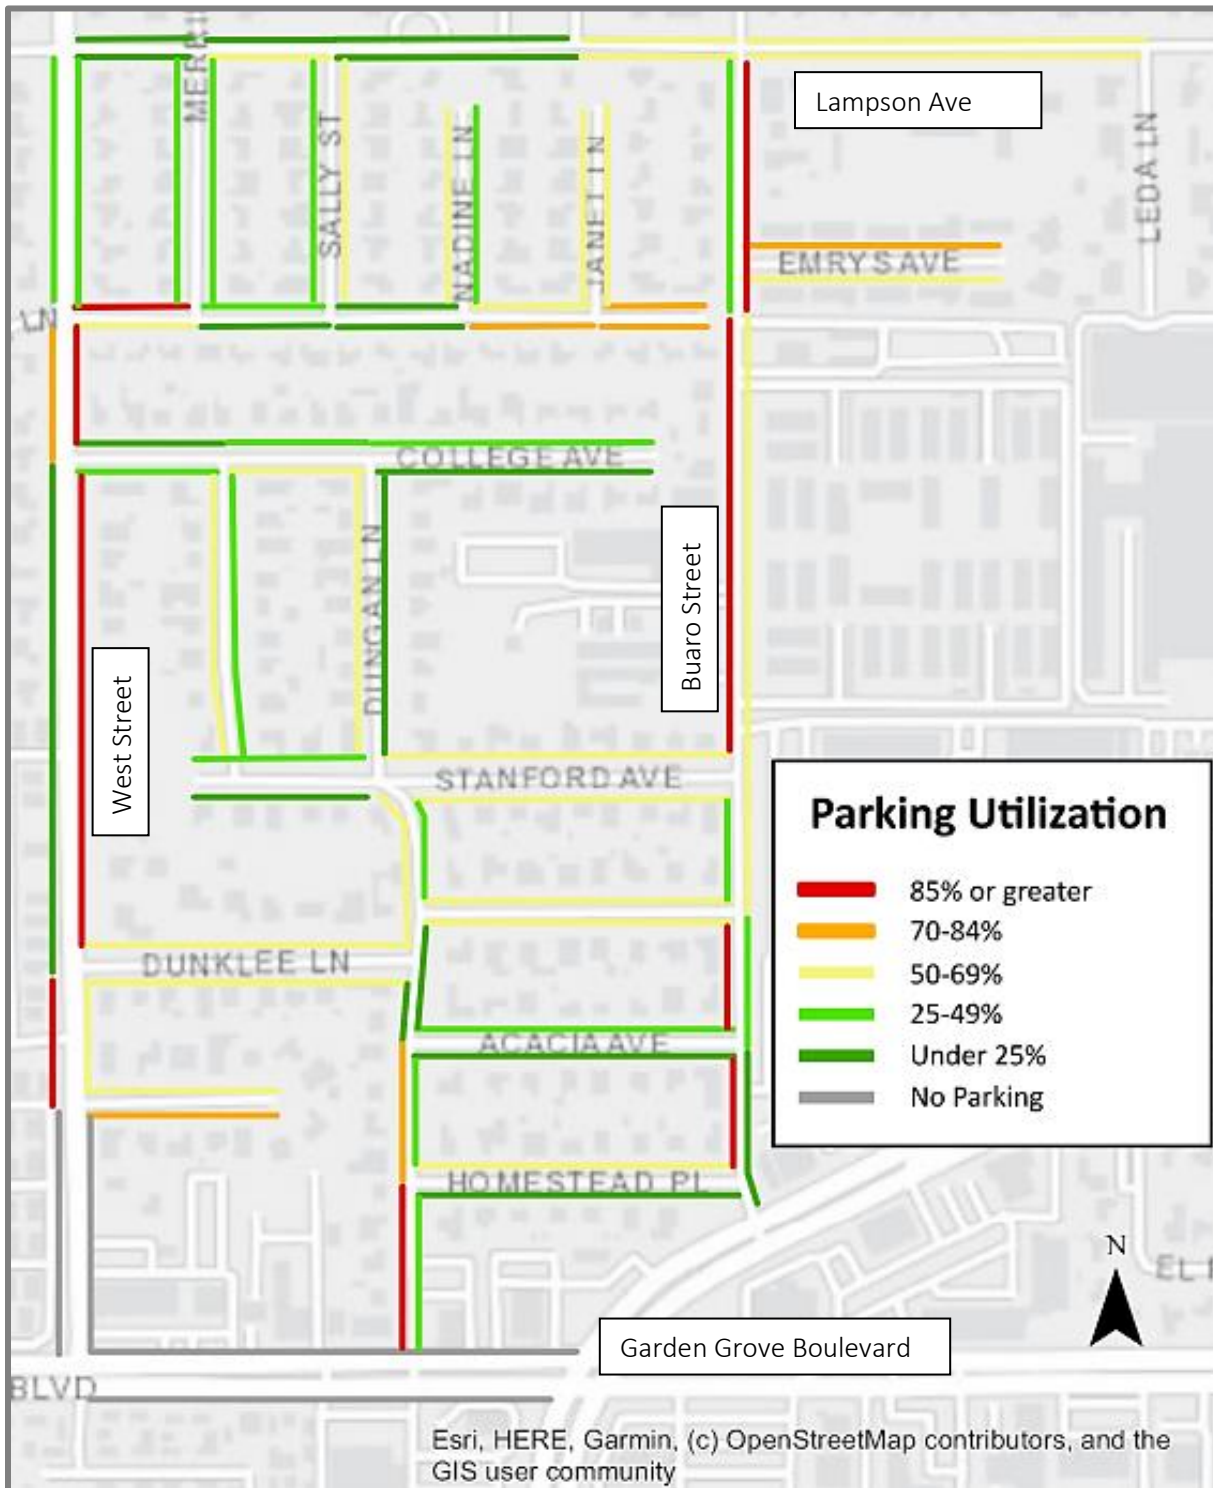 MERRI
Lampson Ave
SALLY ST
NADINE LN
JANET LN
LEDA LN
EMRYS AVE
LN
COLLEGE AVE
DUNGAN LN
Buaro Street
West Street
STANFORD AVE
Parking Utilization
85% or greater
70-84%
50-69%
25-49%
Under 25%
No Parking
DUNKLEE LN
ACACIA AVE
HOMESTEAD PL
N
EL
Garden Grove Boulevard
BLVD
Esri, HERE, Garmin, (c) OpenStreetMap contributors, and the
GIS user community